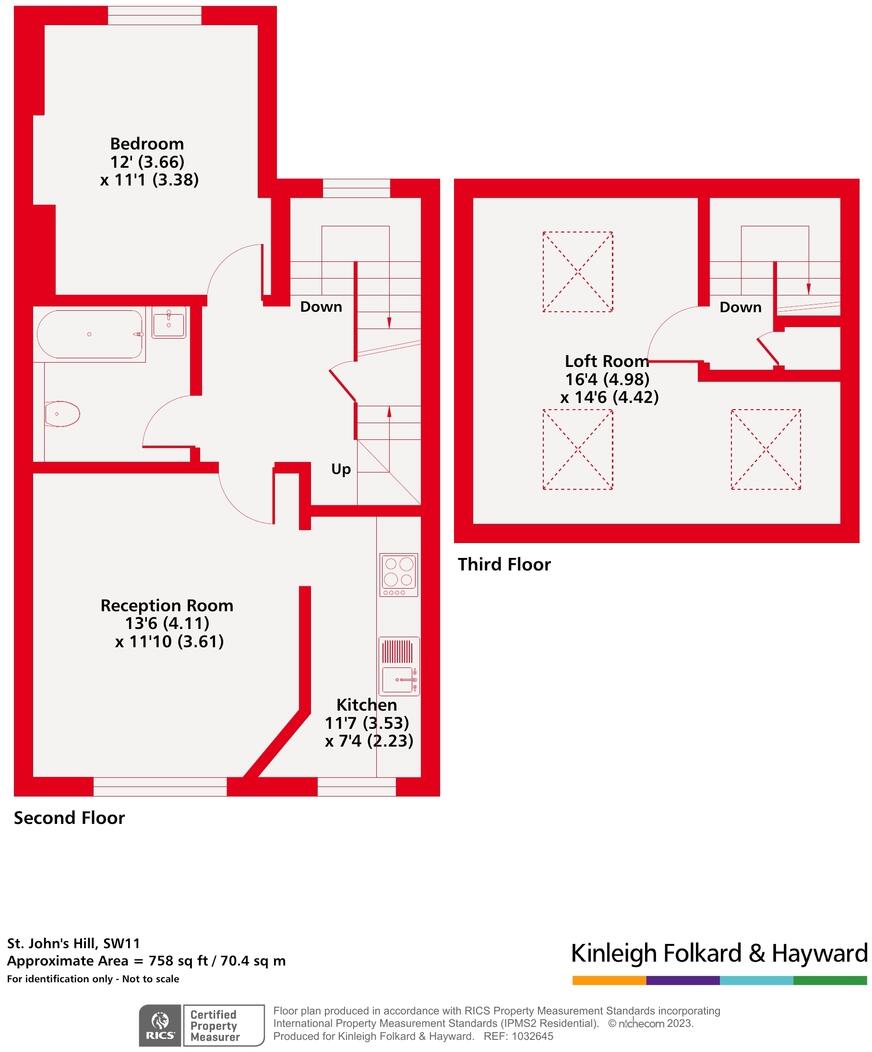 Bedroom
12' (3.66)
x 11'1 (3.38)
Down
Up
Reception Room
13'6 (4.11)
x 11'10 (3.61)
Kitchen
11'7 (3.53)
x 7'4 (2.23)
Second Floor
Down
Loft Room
16'4 (4.98)
x 14'6 (4.42)
Third Floor
St. John's Hill, SW11
Approximate Area = 758 sq ft / 70.4 sq m
For identification only - Not to scale
Kinleigh Folkard & Hayward
RICS
Certified
Property
Measurer
Floor plan produced in accordance with RICS Property Measurement Standards incorporating
International Property Measurement Standards (IPMS2 Residential). © nichecom 2023.
Produced for Kinleigh Folkard & Hayward. REF: 1032645